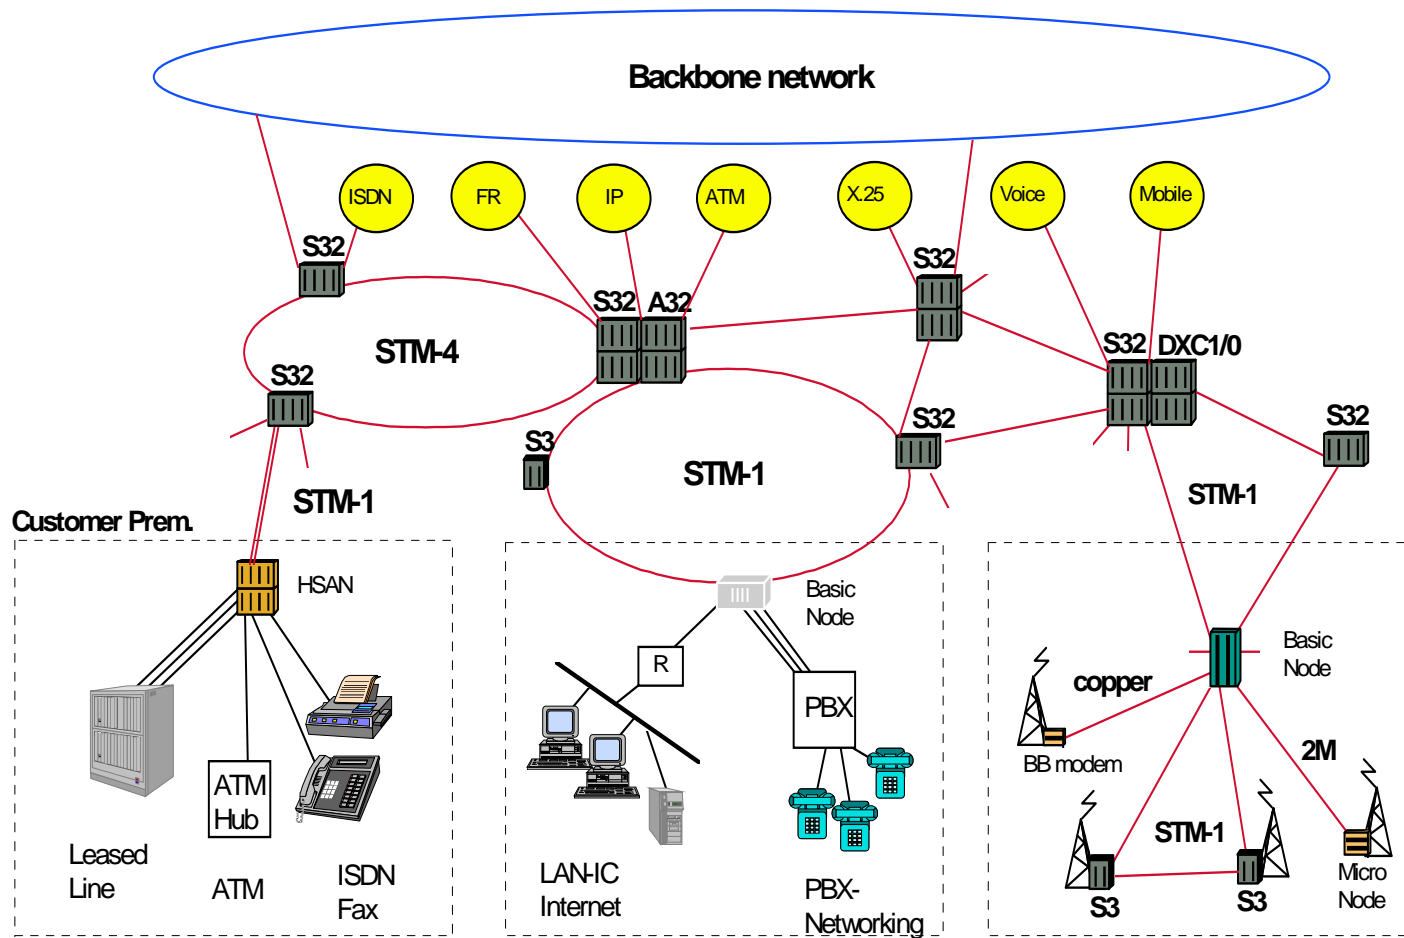 Backbone network
ISDN
FR
IP
ATM
X.25
Voice
Mobile
S32
S32
S32 A32
S32 DXC1/0
STM-4
S32
S32
S32
S3
STM-1
STM-1
STM-1
Customer Prem.
HSAN
Basic
Node
Basic
Node
R
copper
PBX
2M
BB modem
ATM
Hub
STM-1
Leased
Line
ATM
ISDN
Fax
LAN-IC
Internet
PBX-
Networking
S3
S3
Micro
Node